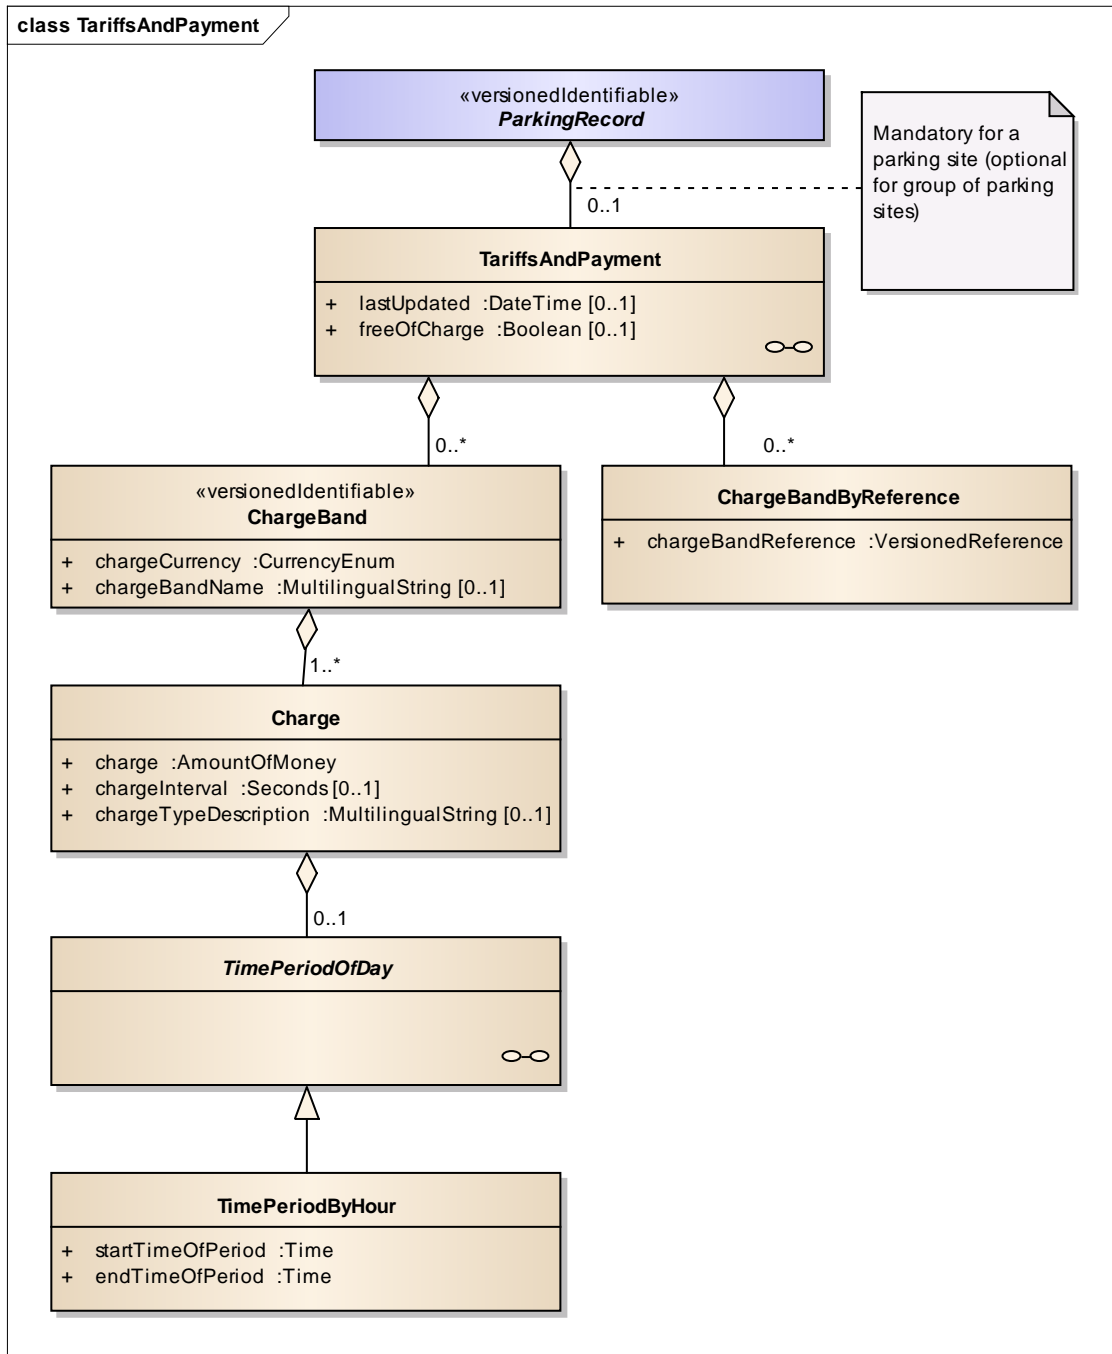 class TariffsAndPayment
«versionedIdentifiable»
ParkingRecord
Mandatory for a
parking site (optional
for group of parking
sites)
0..1
TariffsAndPayment
+ lastUpdated :DateTime [0..1]
+ freeOfCharge :Boolean [0..1]
0..*
0..*
«versionedIdentifiable»
ChargeBand
+ chargeCurrency :CurrencyEnum
+ chargeBandName :MultilingualString [0..1]
ChargeBandByReference
+ chargeBandReference :VersionedReference
1..*
Charge
+ charge :AmountOfMoney
+ chargeInterval :Seconds [0..1]
+ chargeTypeDescription :MultilingualString [0..1]
0..1
TimePeriodOfDay
TimePeriodByHour
+ startTimeOfPeriod :Time
+ endTimeOfPeriod :Time